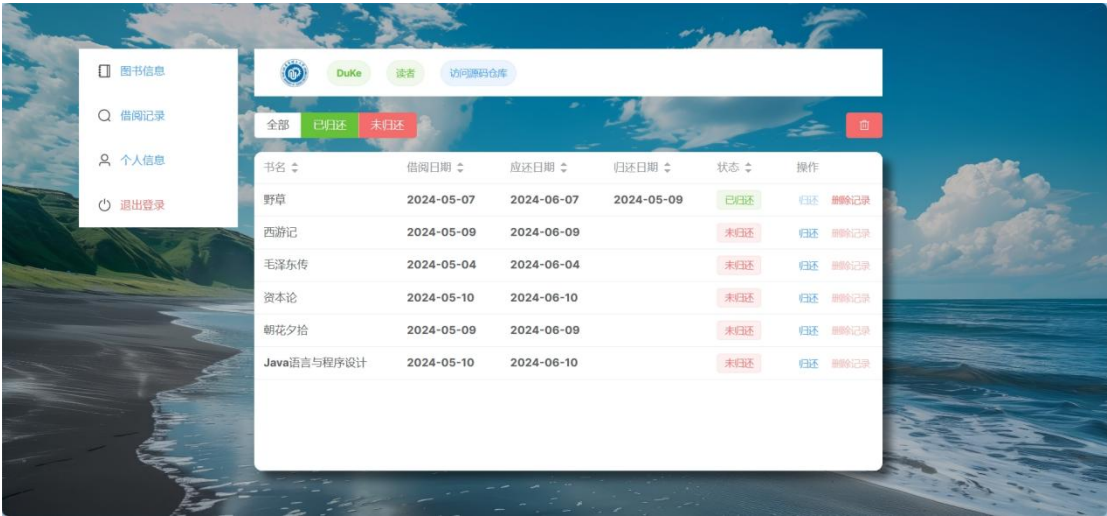 图书信息
借阅记录
个人信息
退出登录
DuKe 读者 访问源码仓库
全部 已归还 未归还
书名 借阅日期 应还日期 归还日期 状态 操作
野草 2024-05-07 2024-06-07 2024-05-09 已归还 归还 删除记录
西游记 2024-05-09 2024-06-09 未归还 归还 删除记录
毛泽东传 2024-05-04 2024-06-04 未归还 归还 删除记录
资本论 2024-05-10 2024-06-10 未归还 归还 删除记录
朝花夕拾 2024-05-09 2024-06-09 未归还 归还 删除记录
Java语言与程序设计 2024-05-10 2024-06-10 未归还 归还 删除记录